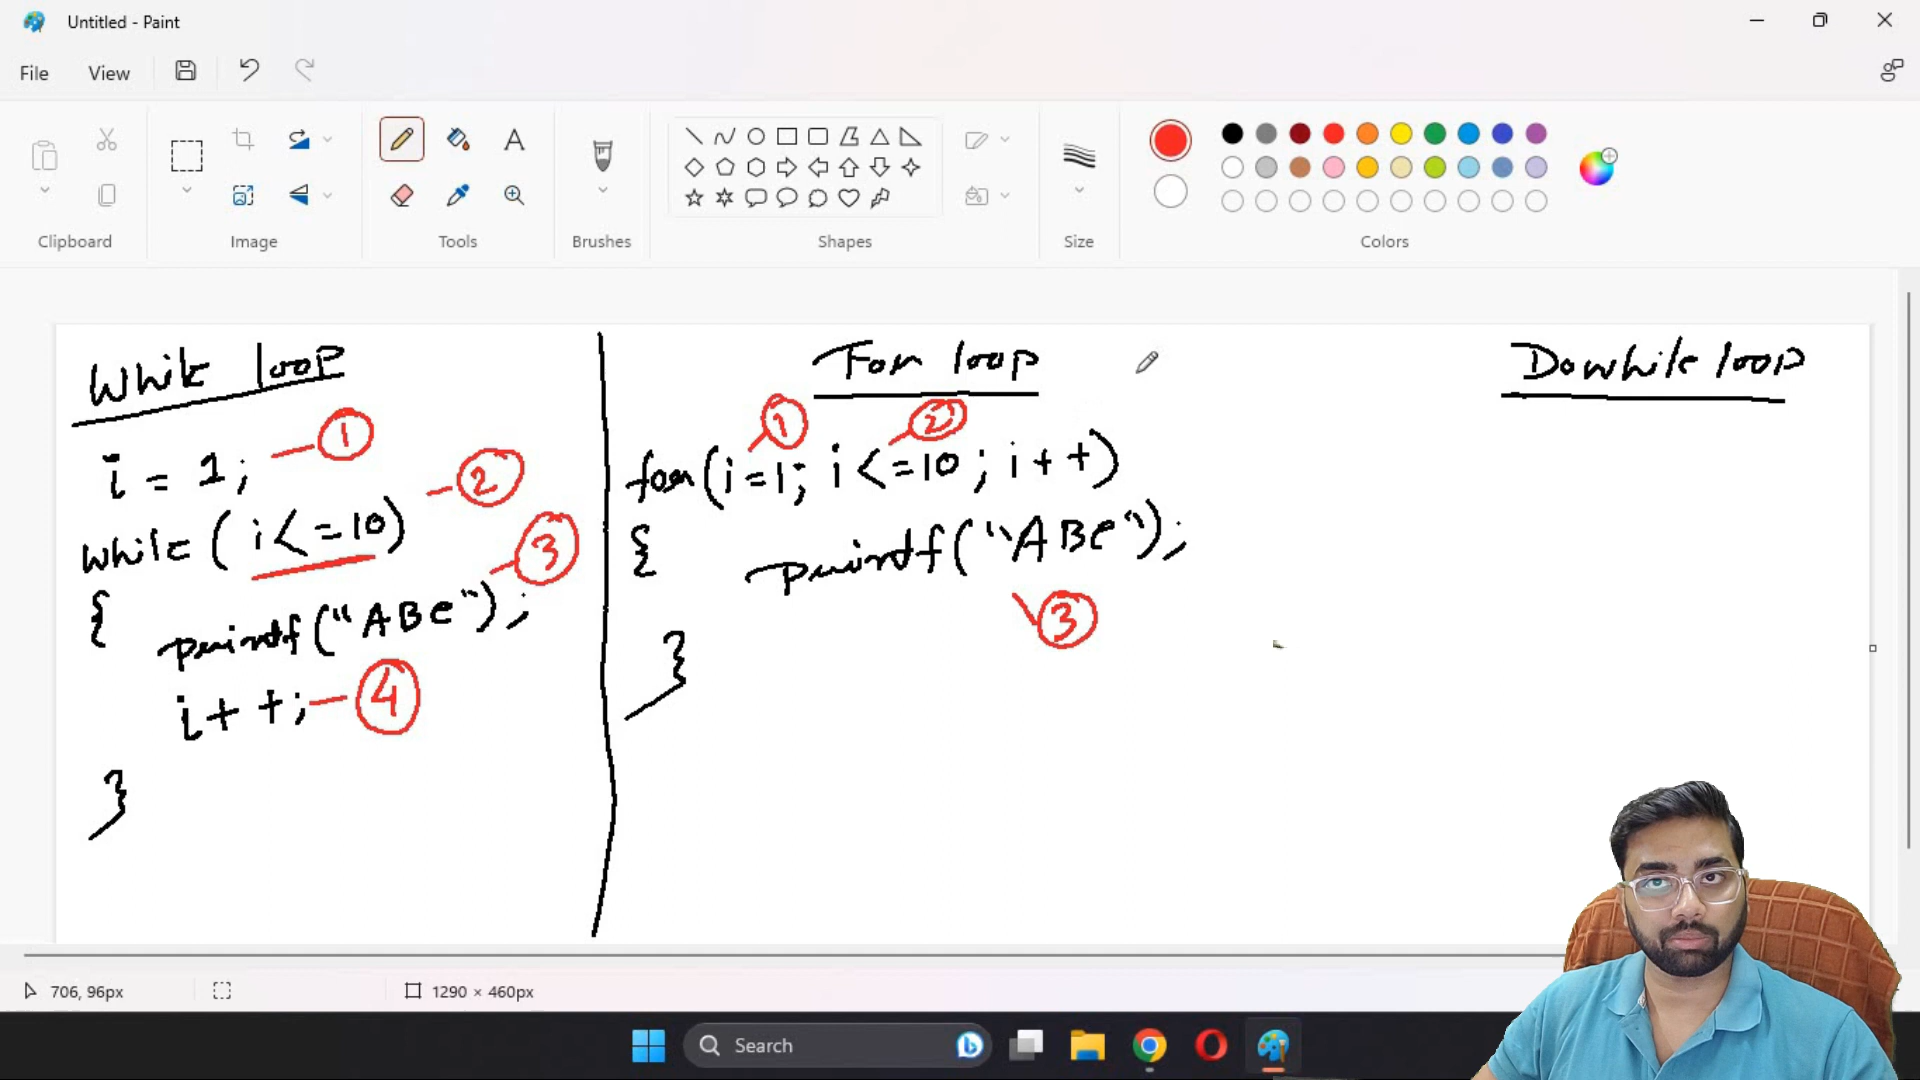 Untitled - Paint
File View
Clipboard Image Tools Brushes Shapes Size Colors
While loop
1
i = 1;
2
while ( i<=10)
3
{ printf("ABC");
i++; 4
}
For loop
1 2
for(i=1; i<=10; i++)
{ printf("ABC");
3
}
Dowhile loop
706, 96px 1290 × 460px
Search